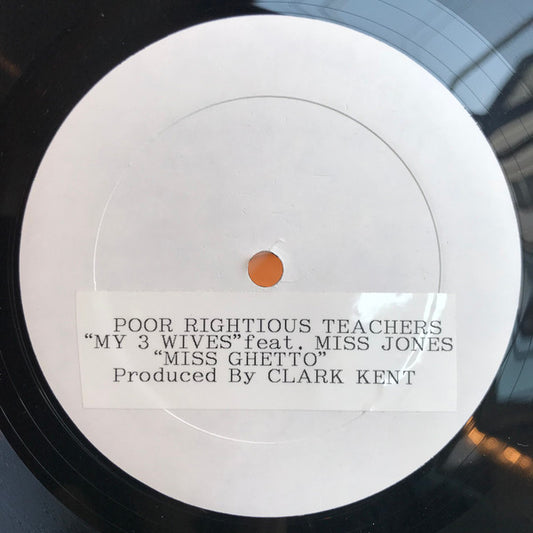 POOR RIGHTIOUS TEACHERS
“MY 3 WIVES”feat. MISS JONES
“MISS GHETTO”
Produced By CLARK KENT